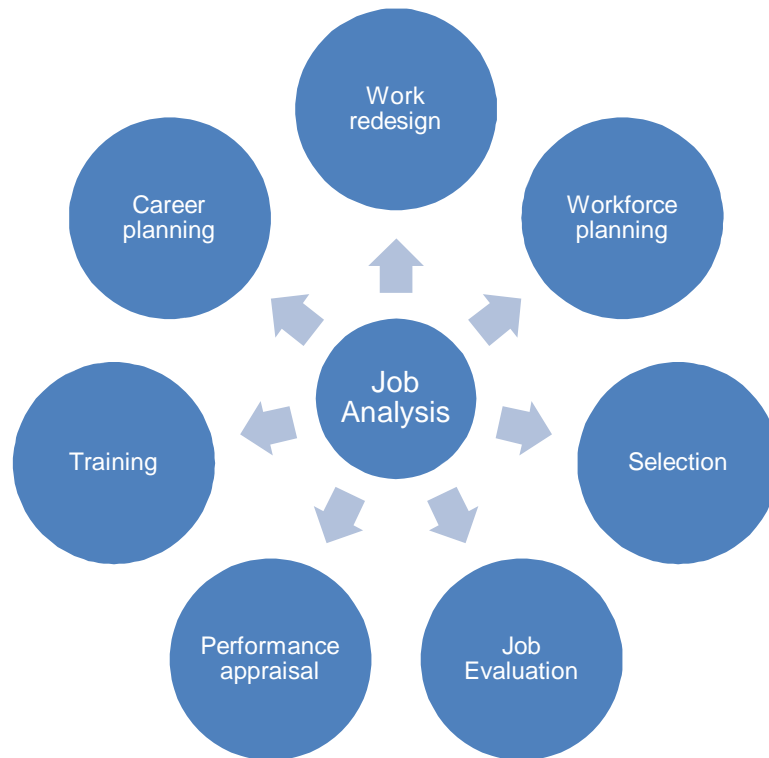 Work
redesign
Career
planning
Workforce
planning
Job
Analysis
Training
Selection
Performance
appraisal
Job
Evaluation